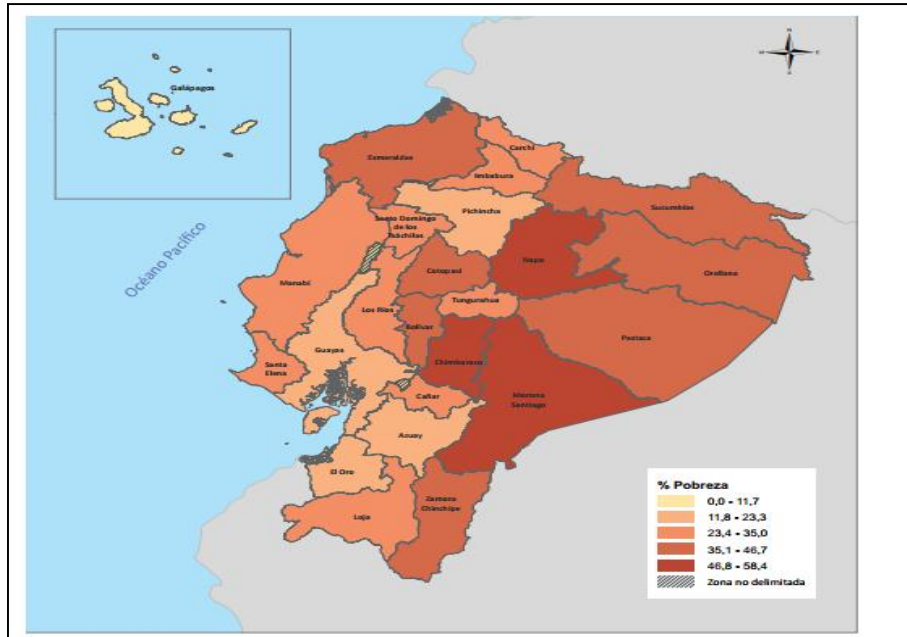 Galápagos
N
W E
S
Esmeraldas
Carchi
Imbabura
Pichincha
Sucumbíos
Santo Domingo
de los
Tsáchilas
Napo
Orellana
Océano Pacífico
Manabí
Cotopaxi
Los Ríos
Tungurahua
Bolívar
Pastaza
Guayas
Chimborazo
Santa
Elena
Morona
Santiago
Cañar
Azuay
El Oro
Loja
Zamora
Chinchipe
% Pobreza
0,0 - 11,7
11,8 - 23,3
23,4 - 35,0
35,1 - 46,7
46,8 - 58,4
Zona no delimitada